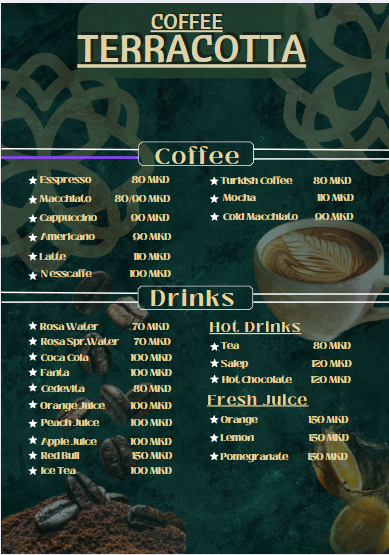 COFFEE
TERRACOTTA
Coffee
Esspresso 80 MKD
Macchiato 80/90 MKD
Cappuccino 90 MKD
Americano 90 MKD
Latte 110 MKD
Nesscaffe 100 MKD
Turkish Coffee 80 MKD
Mocha 110 MKD
Cold Macchiato 90 MKD
Drinks
Rosa Water 70 MKD
Rosa Spr.Water 70 MKD
Coca Cola 100 MKD
Fanta 100 MKD
Cedevita 80 MKD
Orange Juice 100 MKD
Peach Juice 100 MKD
Apple Juice 100 MKD
Red Bull 150 MKD
Ice Tea 100 MKD
Hot Drinks
Tea 80 MKD
Salep 120 MKD
Hot Chocolate 120 MKD
Fresh Juice
Orange 150 MKD
Lemon 150 MKD
Pomegranate 150 MKD